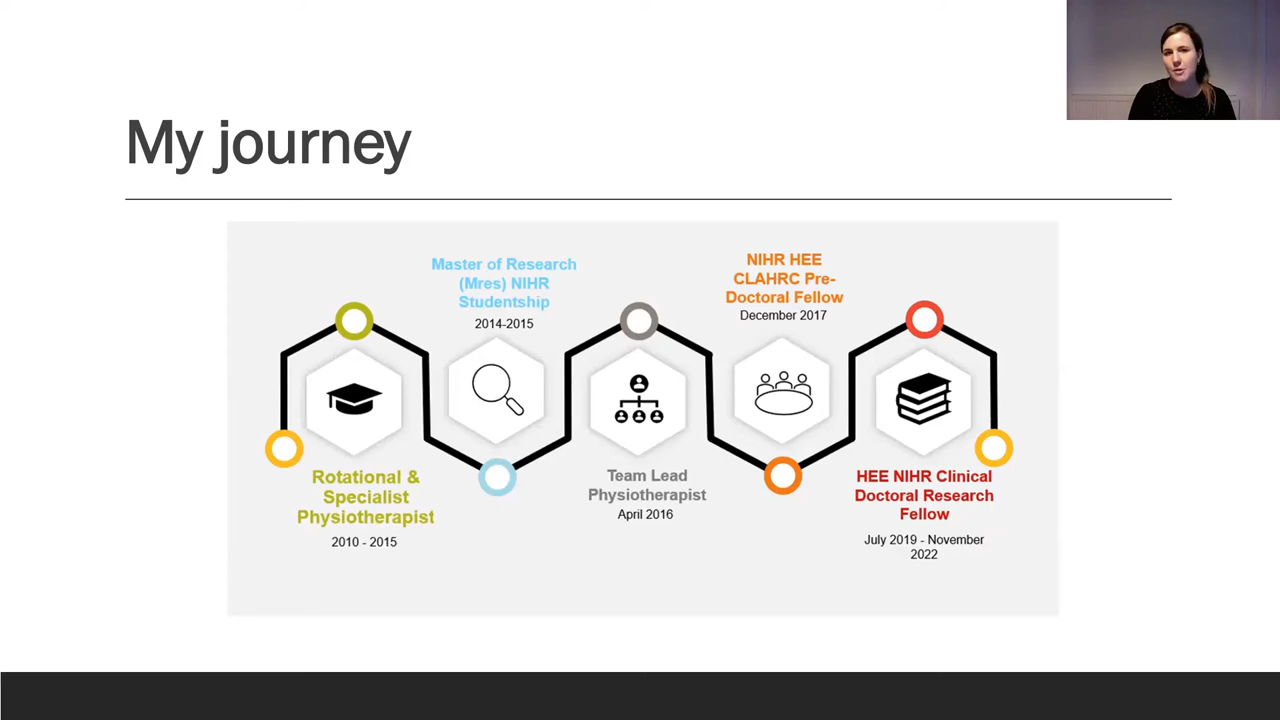 My journey
Rotational &
Specialist
Physiotherapist
2010 - 2015
Master of Research
(Mres) NIHR
Studentship
2014-2015
Team Lead
Physiotherapist
April 2016
NIHR HEE
CLAHRC Pre-
Doctoral Fellow
December 2017
HEE NIHR Clinical
Doctoral Research
Fellow
July 2019 - November
2022